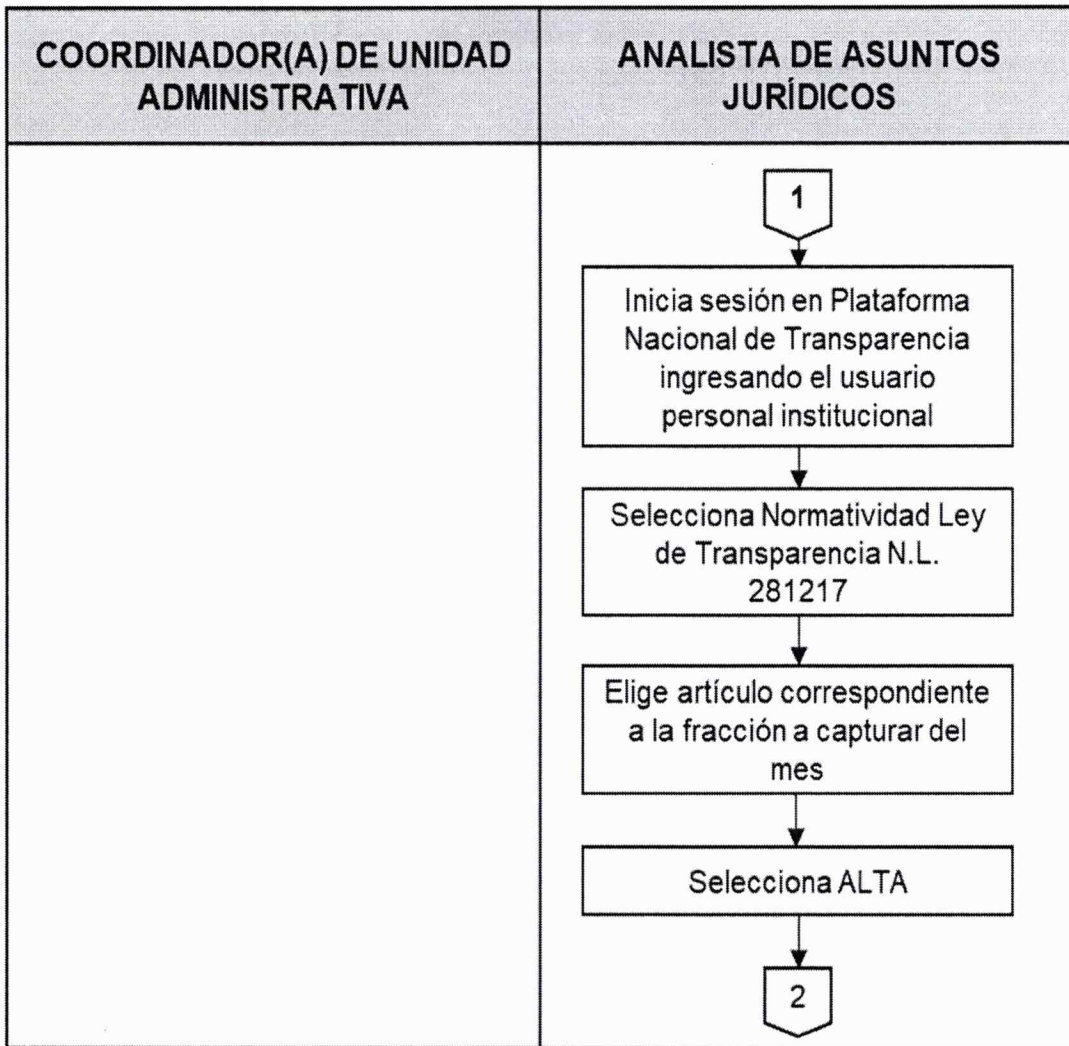 COORDINADOR(A) DE UNIDAD
ADMINISTRATIVA
ANALISTA DE ASUNTOS
JURÍDICOS
1
Inicia sesión en Plataforma
Nacional de Transparencia
ingresando el usuario
personal institucional
Selecciona Normatividad Ley
de Transparencia N.L.
281217
Elige artículo correspondiente
a la fracción a capturar del
mes
Selecciona ALTA
2